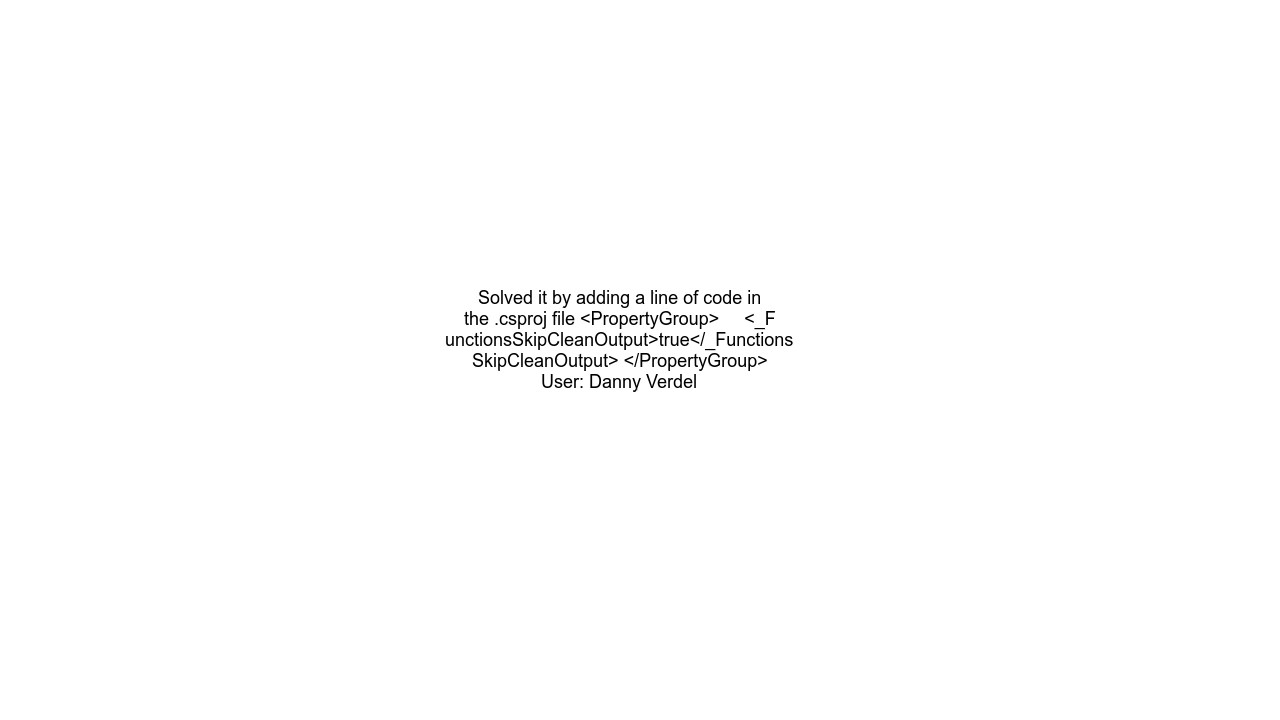 Solved it by adding a line of code in
the .csproj file <PropertyGroup>     <_F
unctionsSkipCleanOutput>true</_Functions
SkipCleanOutput> </PropertyGroup>
User: Danny Verdel